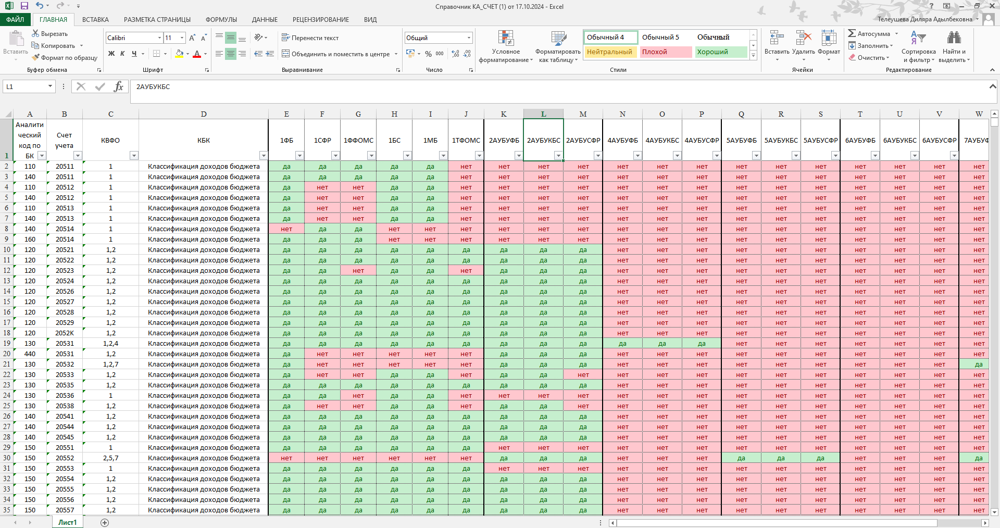 Справочник КА_СЧЕТ (1) от 17.10.2024 - Excel
ФАЙЛ ГЛАВНАЯ ВСТАВКА РАЗМЕТКА СТРАНИЦЫ ФОРМУЛЫ ДАННЫЕ РЕЦЕНЗИРОВАНИЕ ВИД Телеушева Диляра Адылбековна
Вставить Вырезать Копировать Формат по образцу
Calibri 11 Ж К Ч
Перенести текст
Объединить и поместить в центре
Общий % 000
Условное форматирование Форматировать как таблицу
Обычный 4 Обычный 5 Обычный
Нейтральный Плохой Хороший
Вставить Удалить Формат
Автосумма Заполнить Очистить
Сортировка и фильтр Найти и выделить
Буфер обмена Шрифт Выравнивание Число Стили Ячейки Редактирование
L1 fx 2АУБУКБС
A B C D E F G H I J K L M N O P Q R S T U V W
1 Аналитический код по БК Счет учета КВФО КБК 1ФБ 1СФР 1ФФОМС 1БС 1МБ 1ТФОМС 2АУБУФБ 2АУБУКБС 2АУБУСФР 4АУБУФБ 4АУБУКБС 4АУБУСФР 5АУБУФБ 5АУБУКБС 5АУБУСФР 6АУБУФБ 6АУБУКБС 6АУБУСФР 7АУБУФ
2 110 20511 1 Классификация доходов бюджета да да да да да нет нет нет нет нет нет нет нет нет нет нет нет нет нет
3 140 20511 1 Классификация доходов бюджета да да да да да нет нет нет нет нет нет нет нет нет нет нет нет нет нет
4 110 20512 1 Классификация доходов бюджета да нет нет да да нет нет нет нет нет нет нет нет нет нет нет нет нет нет
5 140 20512 1 Классификация доходов бюджета да нет нет да да нет нет нет нет нет нет нет нет нет нет нет нет нет нет
6 110 20513 1 Классификация доходов бюджета да нет нет да да нет нет нет нет нет нет нет нет нет нет нет нет нет нет
7 140 20513 1 Классификация доходов бюджета да нет нет да да нет нет нет нет нет нет нет нет нет нет нет нет нет нет
8 140 20514 1 Классификация доходов бюджета нет да да нет нет нет нет нет нет нет нет нет нет нет нет нет нет нет нет
9 160 20514 1 Классификация доходов бюджета да да да нет нет нет нет нет нет нет нет нет нет нет нет нет нет нет нет
10 120 20521 1,2 Классификация доходов бюджета да да да да да да да да да нет нет нет нет нет нет нет нет нет нет
11 120 20522 1,2 Классификация доходов бюджета да да да да да да да да да нет нет нет нет нет нет нет нет нет нет
12 120 20523 1,2 Классификация доходов бюджета да да нет да да нет да да да нет нет нет нет нет нет нет нет нет нет
13 120 20524 1,2 Классификация доходов бюджета да да да да да да да да да нет нет нет нет нет нет нет нет нет нет
14 120 20526 1,2 Классификация доходов бюджета да да да да да да да да да нет нет нет нет нет нет нет нет нет нет
15 120 20527 1,2 Классификация доходов бюджета да да да да да да да да да нет нет нет нет нет нет нет нет нет нет
16 120 20528 1,2 Классификация доходов бюджета да да да да да да да да да нет нет нет нет нет нет нет нет нет нет
17 120 20529 1,2 Классификация доходов бюджета да да да да да да да да да нет нет нет нет нет нет нет нет нет нет
18 120 2052К 1,2 Классификация доходов бюджета да да да да да да да да да нет нет нет нет нет нет нет нет нет нет
19 130 20531 1,2,4 Классификация доходов бюджета да да да да да да да да да да да да нет нет нет нет нет нет нет
20 440 20531 1,2 Классификация доходов бюджета да нет нет нет нет нет да да да нет нет нет нет нет нет нет нет нет нет
21 130 20532 1,2,7 Классификация доходов бюджета да нет нет нет нет нет да да да нет нет нет нет нет нет нет нет нет да
22 130 20533 1,2 Классификация доходов бюджета да нет нет да да нет да да нет нет нет нет нет нет нет нет нет нет нет
23 130 20535 1,2 Классификация доходов бюджета да да да да да да да да да нет нет нет нет нет нет нет нет нет нет
24 130 20536 1 Классификация доходов бюджета да да нет да да нет нет нет нет нет нет нет нет нет нет нет нет нет нет
25 130 20538 1,2 Классификация доходов бюджета да нет нет да да нет да да нет нет нет нет нет нет нет нет нет нет нет
26 140 20541 1,2 Классификация доходов бюджета да да да да да да да да да нет нет нет нет нет нет нет нет нет нет
27 140 20544 1,2 Классификация доходов бюджета да да да да да да да да да нет нет нет нет нет нет нет нет нет нет
28 140 20545 1,2 Классификация доходов бюджета да да да да да да да да да нет нет нет нет нет нет нет нет нет нет
29 150 20551 1 Классификация доходов бюджета да да да да да да нет нет нет нет нет нет нет нет нет нет нет нет нет
30 150 20552 2,5,7 Классификация доходов бюджета нет нет нет нет нет нет да да да нет нет нет да да да нет нет нет да
31 150 20553 1 Классификация доходов бюджета да да да да да да нет нет нет нет нет нет нет нет нет нет нет нет нет
32 150 20554 1,2 Классификация доходов бюджета да да да да да да да да да нет нет нет нет нет нет нет нет нет нет
33 150 20555 1,2 Классификация доходов бюджета да да да да да да да да да нет нет нет нет нет нет нет нет нет нет
34 150 20556 1,2 Классификация доходов бюджета да да да да да да да да да нет нет нет нет нет нет нет нет нет нет
35 150 20557 1,2 Классификация доходов бюджета да да да да да да да да да нет нет нет нет нет нет нет нет нет нет
Лист1